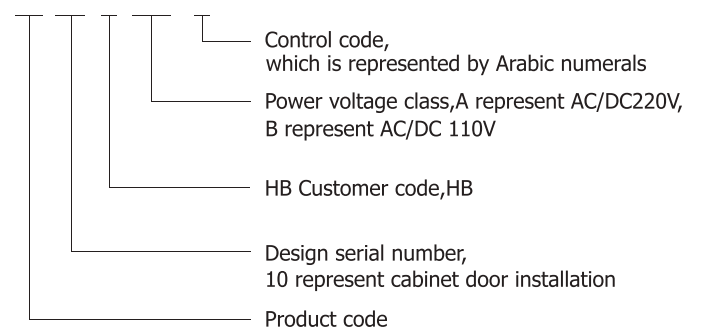 Control code,
which is represented by Arabic numerals
Power voltage class,A represent AC/DC220V,
B represent AC/DC 110V
HB Customer code,HB
Design serial number,
10 represent cabinet door installation
Product code